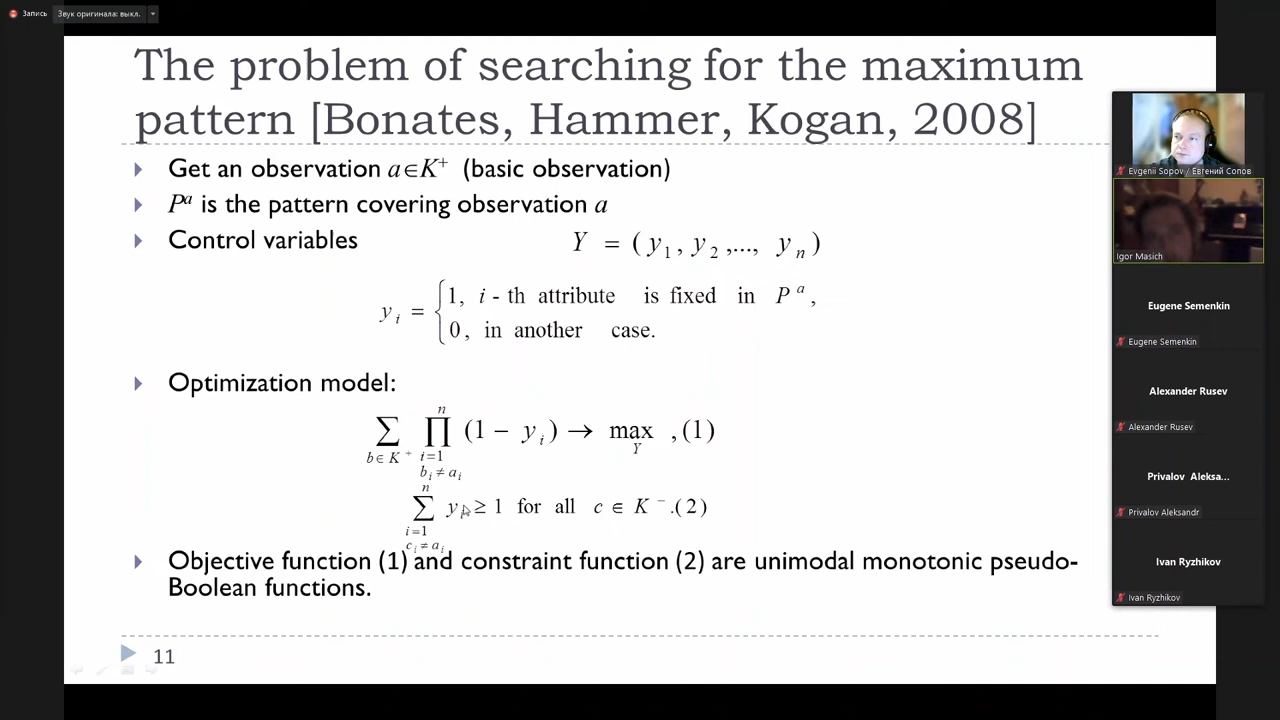 Запись
Звук оригинала: выкл.
The problem of searching for the maximum
pattern [Bonates, Hammer, Kogan, 2008]
Get an observation a∈K⁺ (basic observation)
Pᵃ is the pattern covering observation a
Control variables Y = ( y₁ , y₂ ,..., yₙ )
yᵢ = { 1, i - th attribute is fixed in Pᵃ ,
0 , in another case.
Optimization model:
∑ b∈K⁺ ∏ i=1 bᵢ≠aᵢ n (1 − yᵢ) → max Y , (1)
∑ i=1 cᵢ≠aᵢ n yᵢ ≥ 1 for all c ∈ K⁻ .( 2 )
Objective function (1) and constraint function (2) are unimodal monotonic pseudo-
Boolean functions.
11
Evgenii Sopov / Евгений Сопов
Igor Masich
Eugene Semenkin
Eugene Semenkin
Alexander Rusev
Alexander Rusev
Privalov Aleksa...
Privalov Aleksandr
Ivan Ryzhikov
Ivan Ryzhikov